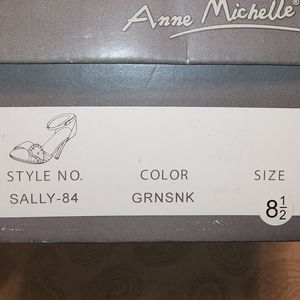 Anne Michelle®
STYLE NO. COLOR SIZE
SALLY-84 GRNSNK 8½